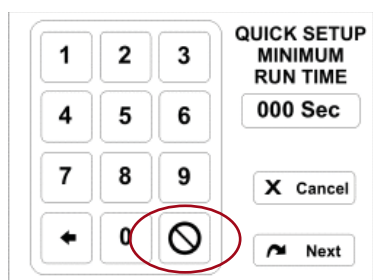 1 2 3
4 5 6
7 8 9
0
QUICK SETUP
MINIMUM
RUN TIME
000 Sec
X Cancel
Next